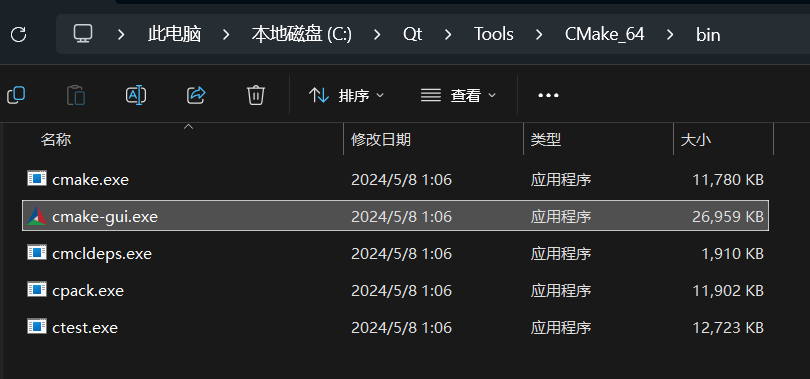 此电脑 > 本地磁盘 (C:) > Qt > Tools > CMake_64 > bin
排序 查看
名称 修改日期 类型 大小
cmake.exe 2024/5/8 1:06 应用程序 11,780 KB
cmake-gui.exe 2024/5/8 1:06 应用程序 26,959 KB
cmcldeps.exe 2024/5/8 1:06 应用程序 1,910 KB
cpack.exe 2024/5/8 1:06 应用程序 11,902 KB
ctest.exe 2024/5/8 1:06 应用程序 12,723 KB